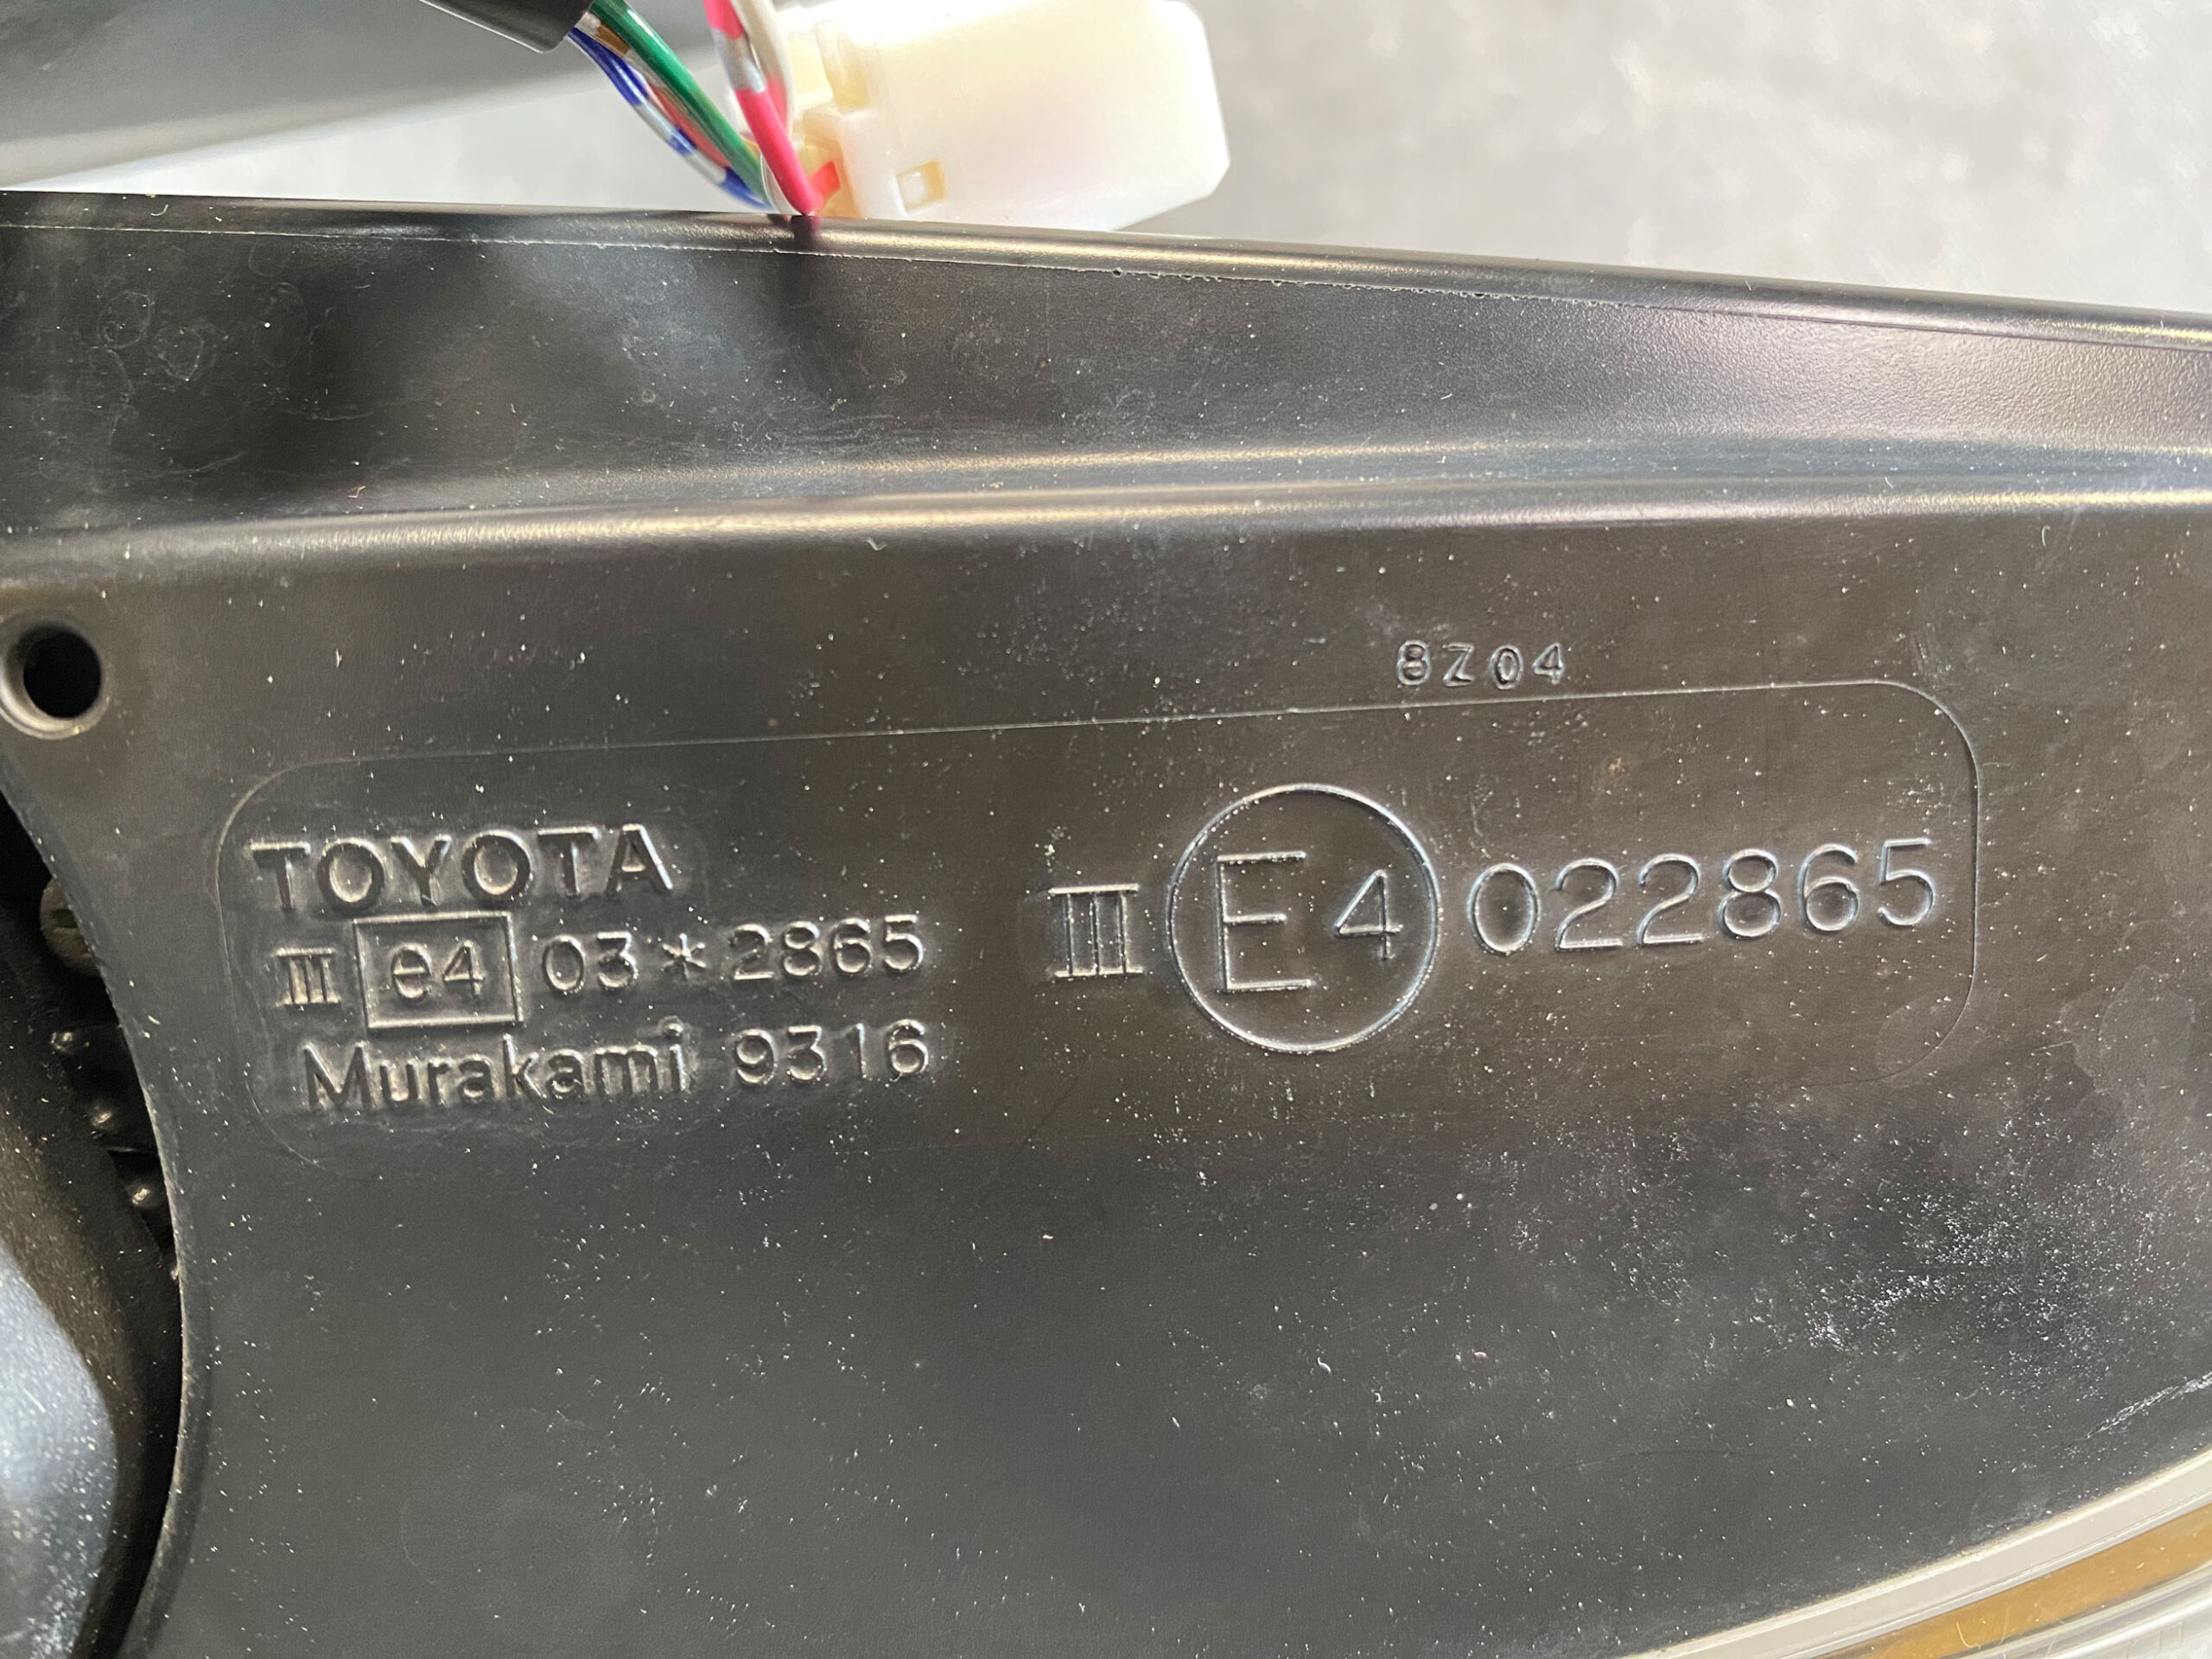 8Z04
TOYOTA
III e4 03*2865
Murakami 9316
III E4 022865